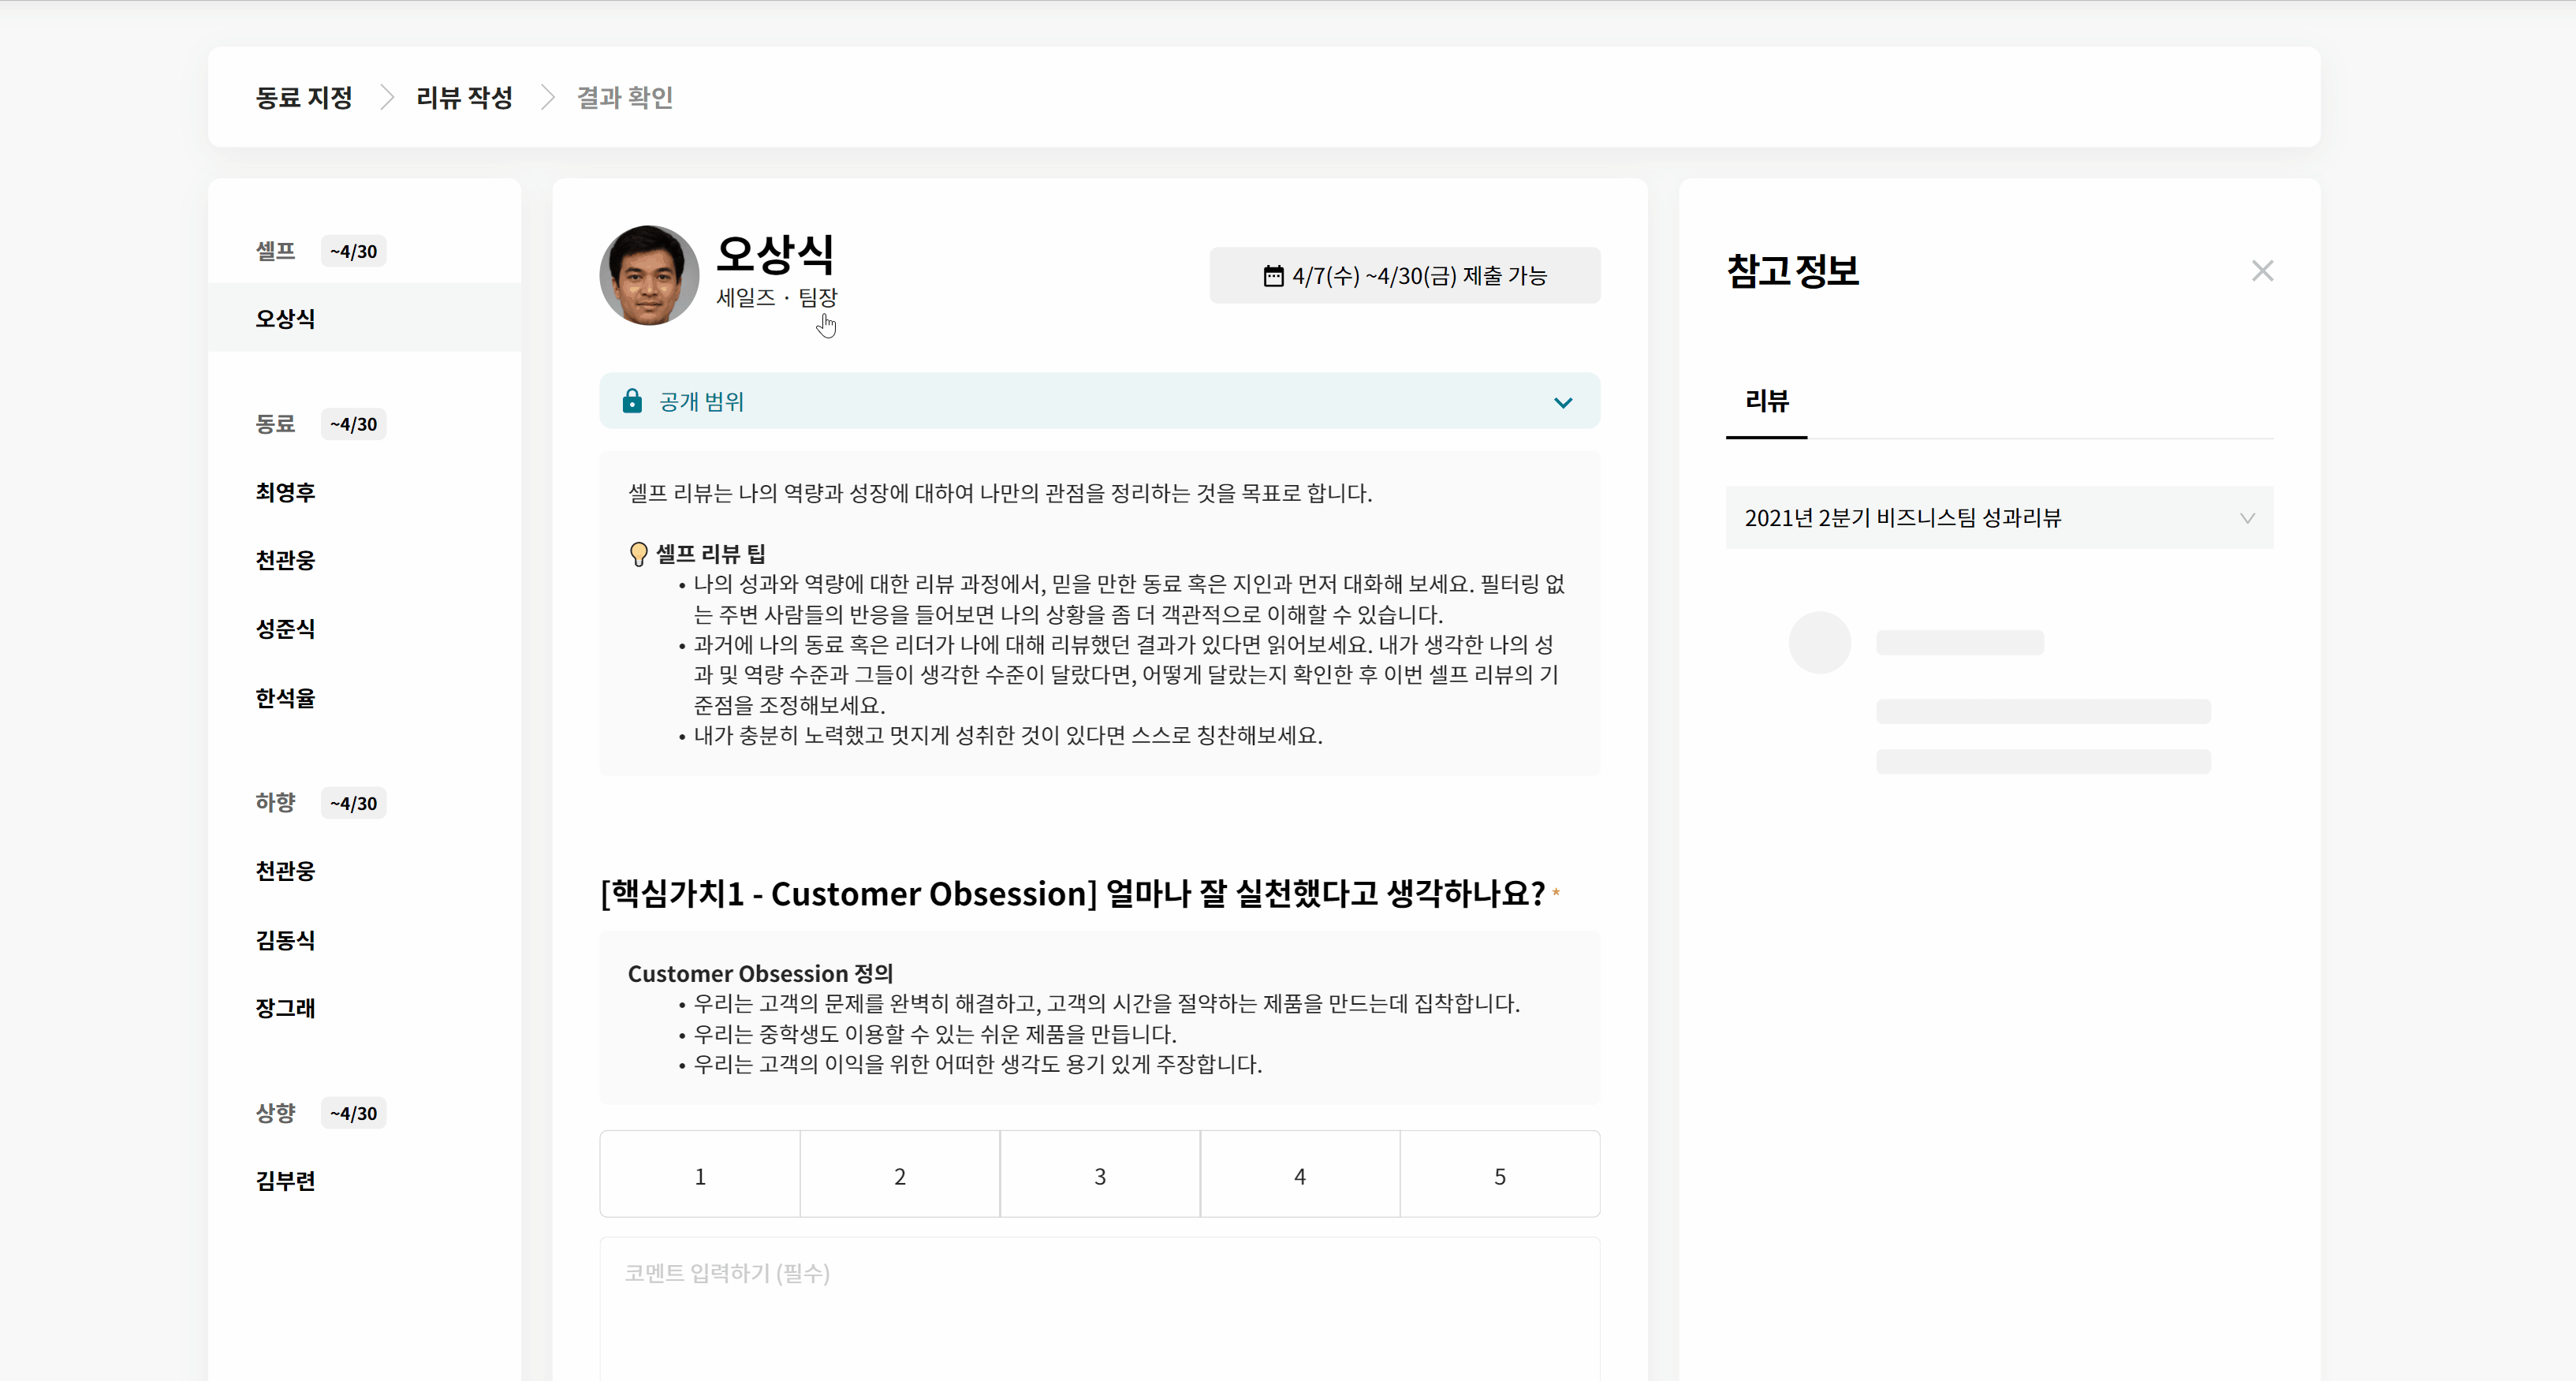 동료 지정
리뷰 작성
결과 확인
셀프 ~4/30
오상식
동료 ~4/30
최영후
천관웅
성준식
한석율
하향 ~4/30
천관웅
김동식
장그래
상향 ~4/30
김부련
오상식
세일즈 · 팀장
4/7(수) ~4/30(금) 제출 가능
공개 범위
셀프 리뷰는 나의 역량과 성장에 대하여 나만의 관점을 정리하는 것을 목표로 합니다.
💡 셀프 리뷰 팁
• 나의 성과와 역량에 대한 리뷰 과정에서, 믿을 만한 동료 혹은 지인과 먼저 대화해 보세요. 필터링 없
는 주변 사람들의 반응을 들어보면 나의 상황을 좀 더 객관적으로 이해할 수 있습니다.
• 과거에 나의 동료 혹은 리더가 나에 대해 리뷰했던 결과가 있다면 읽어보세요. 내가 생각한 나의 성
과 및 역량 수준과 그들이 생각한 수준이 달랐다면, 어떻게 달랐는지 확인한 후 이번 셀프 리뷰의 기
준점을 조정해보세요.
• 내가 충분히 노력했고 멋지게 성취한 것이 있다면 스스로 칭찬해보세요.
[핵심가치1 - Customer Obsession] 얼마나 잘 실천했다고 생각하나요? *
Customer Obsession 정의
• 우리는 고객의 문제를 완벽히 해결하고, 고객의 시간을 절약하는 제품을 만드는데 집착합니다.
• 우리는 중학생도 이용할 수 있는 쉬운 제품을 만듭니다.
• 우리는 고객의 이익을 위한 어떠한 생각도 용기 있게 주장합니다.
1 2 3 4 5
코멘트 입력하기 (필수)
참고 정보
리뷰
2021년 2분기 비즈니스팀 성과리뷰